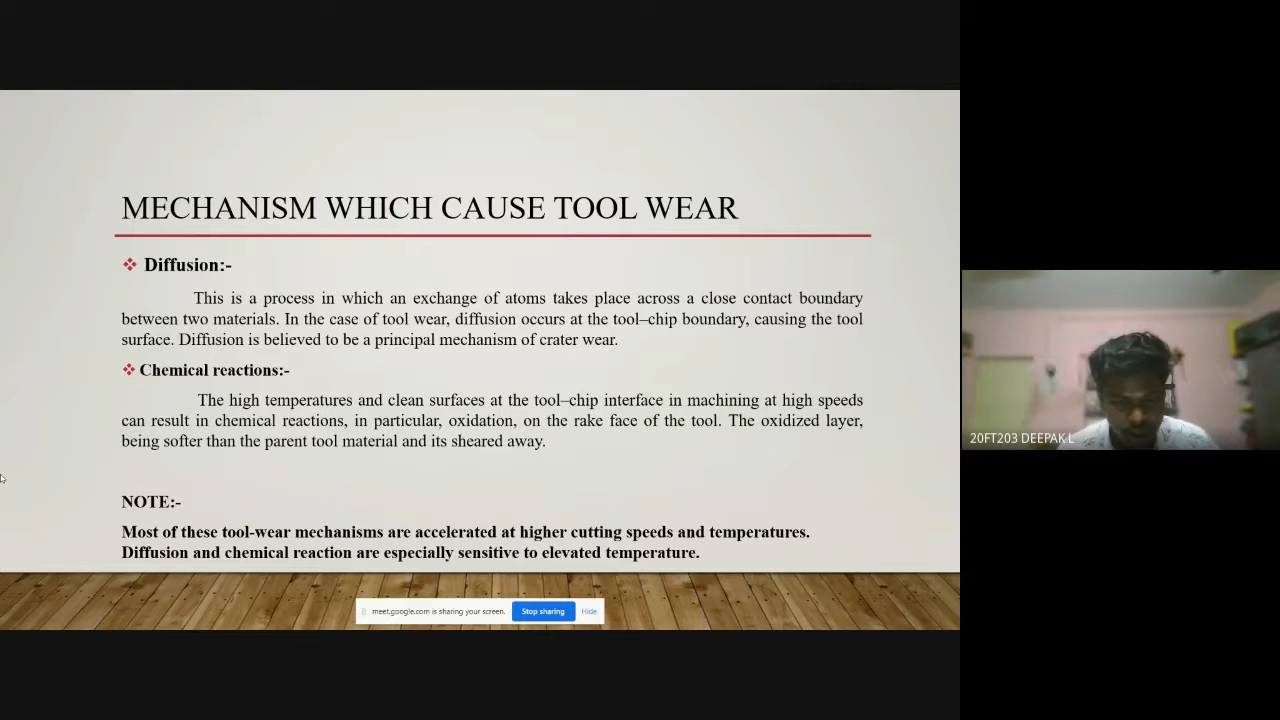 MECHANISM WHICH CAUSE TOOL WEAR
❖ Diffusion:-
This is a process in which an exchange of atoms takes place across a close contact boundary
between two materials. In the case of tool wear, diffusion occurs at the tool–chip boundary, causing the tool
surface. Diffusion is believed to be a principal mechanism of crater wear.
❖ Chemical reactions:-
The high temperatures and clean surfaces at the tool–chip interface in machining at high speeds
can result in chemical reactions, in particular, oxidation, on the rake face of the tool. The oxidized layer,
being softer than the parent tool material and its sheared away.
NOTE:-
Most of these tool-wear mechanisms are accelerated at higher cutting speeds and temperatures.
Diffusion and chemical reaction are especially sensitive to elevated temperature.
meet.google.com is sharing your screen. Stop sharing Hide
20FT203 DEEPAK L